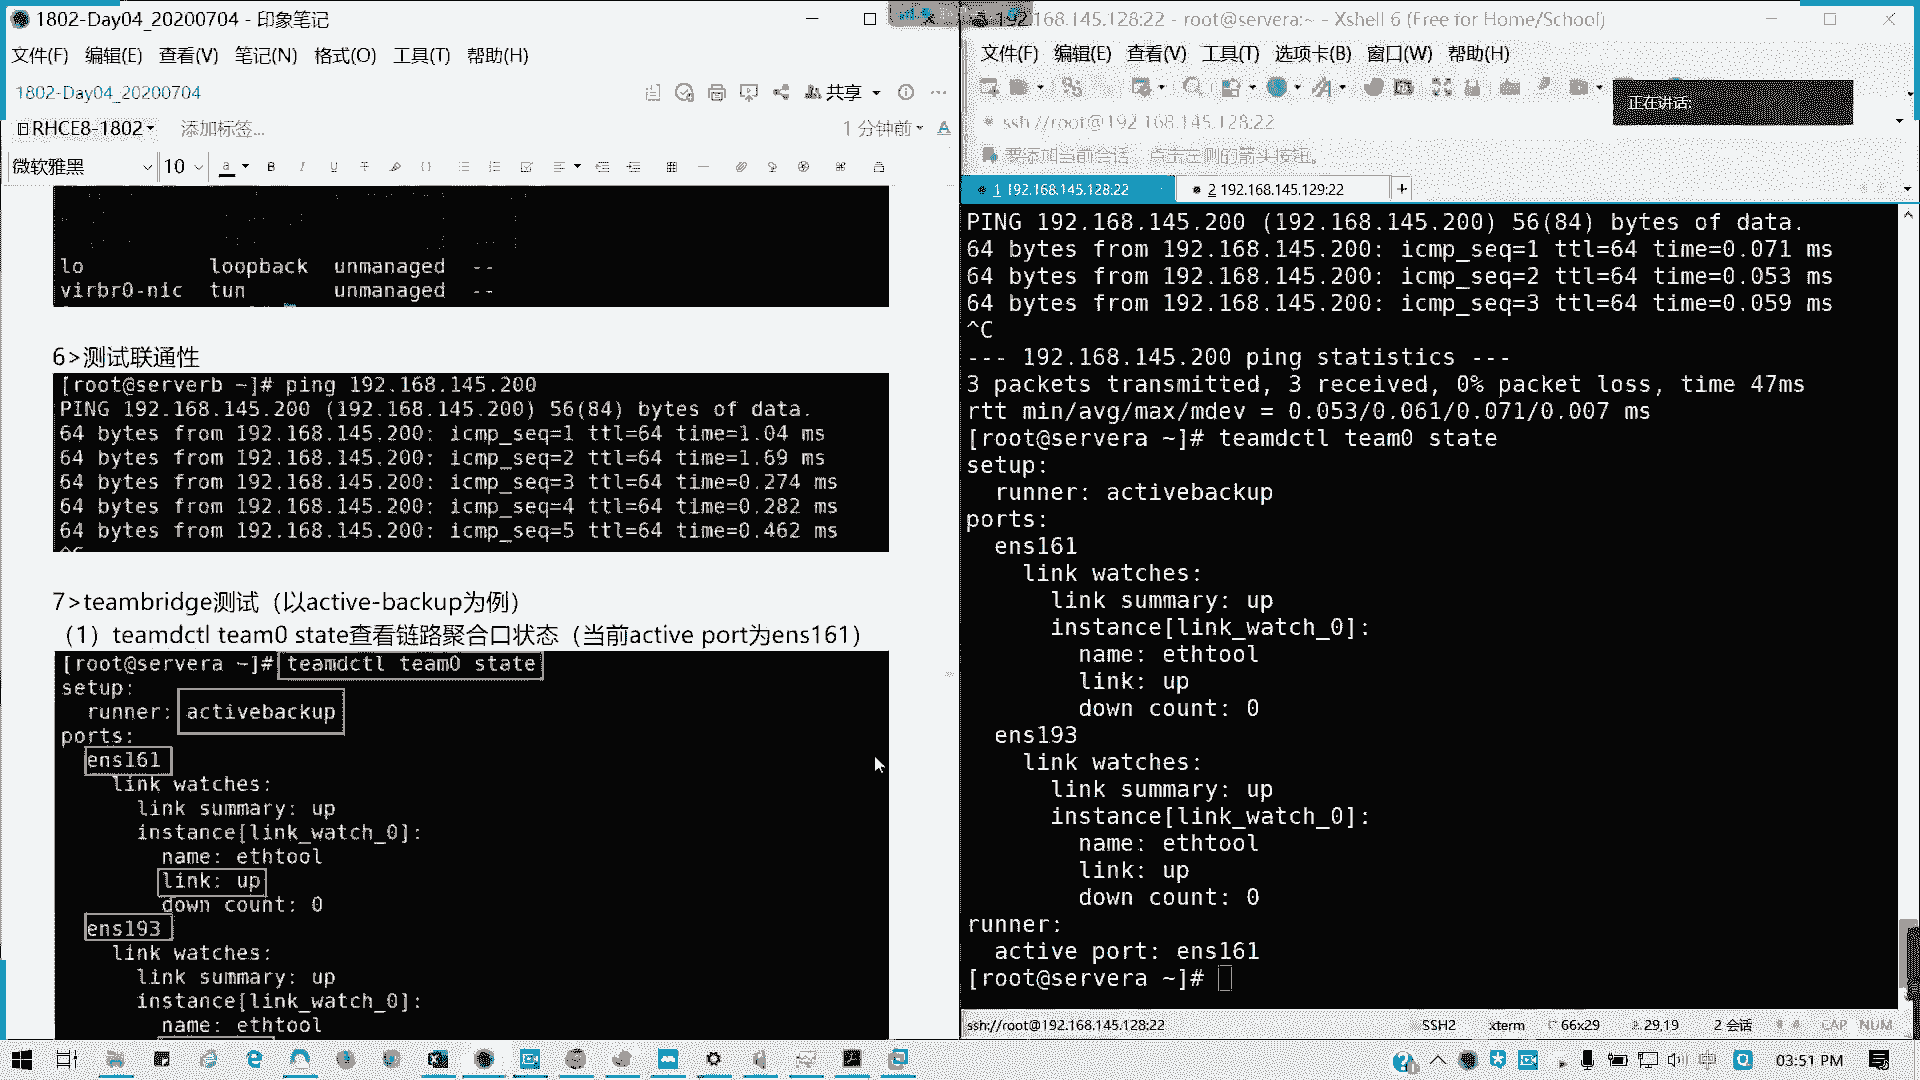 1802-Day04_20200704 - 印象笔记
文件(F) 编辑(E) 查看(V) 笔记(N) 格式(O) 工具(T) 帮助(H)
1802-Day04_20200704
共享
RHCE8-1802
添加标签...
1 分钟前
微软雅黑
10
lo loopback unmanaged --
virbr0-nic tun unmanaged --
6>测试联通性
[root@serverb ~]# ping 192.168.145.200
PING 192.168.145.200 (192.168.145.200) 56(84) bytes of data.
64 bytes from 192.168.145.200: icmp_seq=1 ttl=64 time=1.04 ms
64 bytes from 192.168.145.200: icmp_seq=2 ttl=64 time=1.69 ms
64 bytes from 192.168.145.200: icmp_seq=3 ttl=64 time=0.274 ms
64 bytes from 192.168.145.200: icmp_seq=4 ttl=64 time=0.282 ms
64 bytes from 192.168.145.200: icmp_seq=5 ttl=64 time=0.462 ms
7>teambridge测试（以active-backup为例）
（1）teamdctl team0 state查看链路聚合口状态（当前active port为ens161）
[root@servera ~]# teamdctl team0 state
setup:
runner: activebackup
ports:
ens161
link watches:
link summary: up
instance[link_watch_0]:
name: ethtool
link: up
down count: 0
ens193
link watches:
link summary: up
instance[link_watch_0]:
name: ethtool
192.168.145.128:22 - root@servera:~ - Xshell 6 (Free for Home/School)
文件(F) 编辑(E) 查看(V) 工具(T) 选项卡(B) 窗口(W) 帮助(H)
正在讲话:
ssh://root@192.168.145.128:22
要添加当前会话，点击左侧的箭头按钮。
1 192.168.145.128:22
2 192.168.145.129:22
+
PING 192.168.145.200 (192.168.145.200) 56(84) bytes of data.
64 bytes from 192.168.145.200: icmp_seq=1 ttl=64 time=0.071 ms
64 bytes from 192.168.145.200: icmp_seq=2 ttl=64 time=0.053 ms
64 bytes from 192.168.145.200: icmp_seq=3 ttl=64 time=0.059 ms
^C
--- 192.168.145.200 ping statistics ---
3 packets transmitted, 3 received, 0% packet loss, time 47ms
rtt min/avg/max/mdev = 0.053/0.061/0.071/0.007 ms
[root@servera ~]# teamdctl team0 state
setup:
runner: activebackup
ports:
ens161
link watches:
link summary: up
instance[link_watch_0]:
name: ethtool
link: up
down count: 0
ens193
link watches:
link summary: up
instance[link_watch_0]:
name: ethtool
link: up
down count: 0
runner:
active port: ens161
[root@servera ~]#
ssh://root@192.168.145.128:22
SSH2
xterm
66x29
29,19
2 会话
CAP NUM
03:51 PM